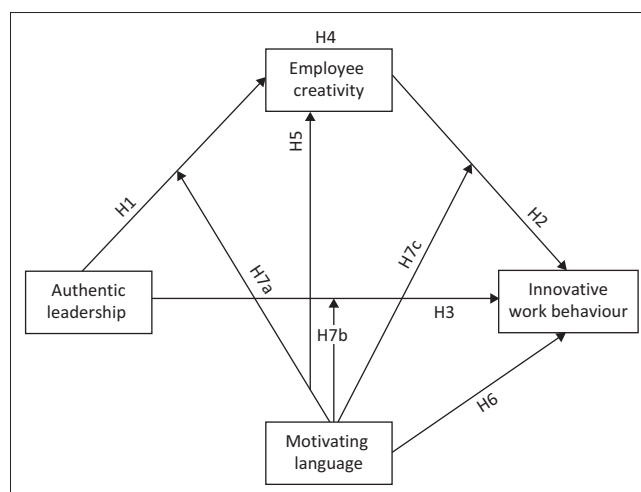 H4
Employee
creativity
H5
H1
H2
H7c
H7a
Authentic
leadership
Innovative
work behaviour
H3
H7b
H6
Motivating
language